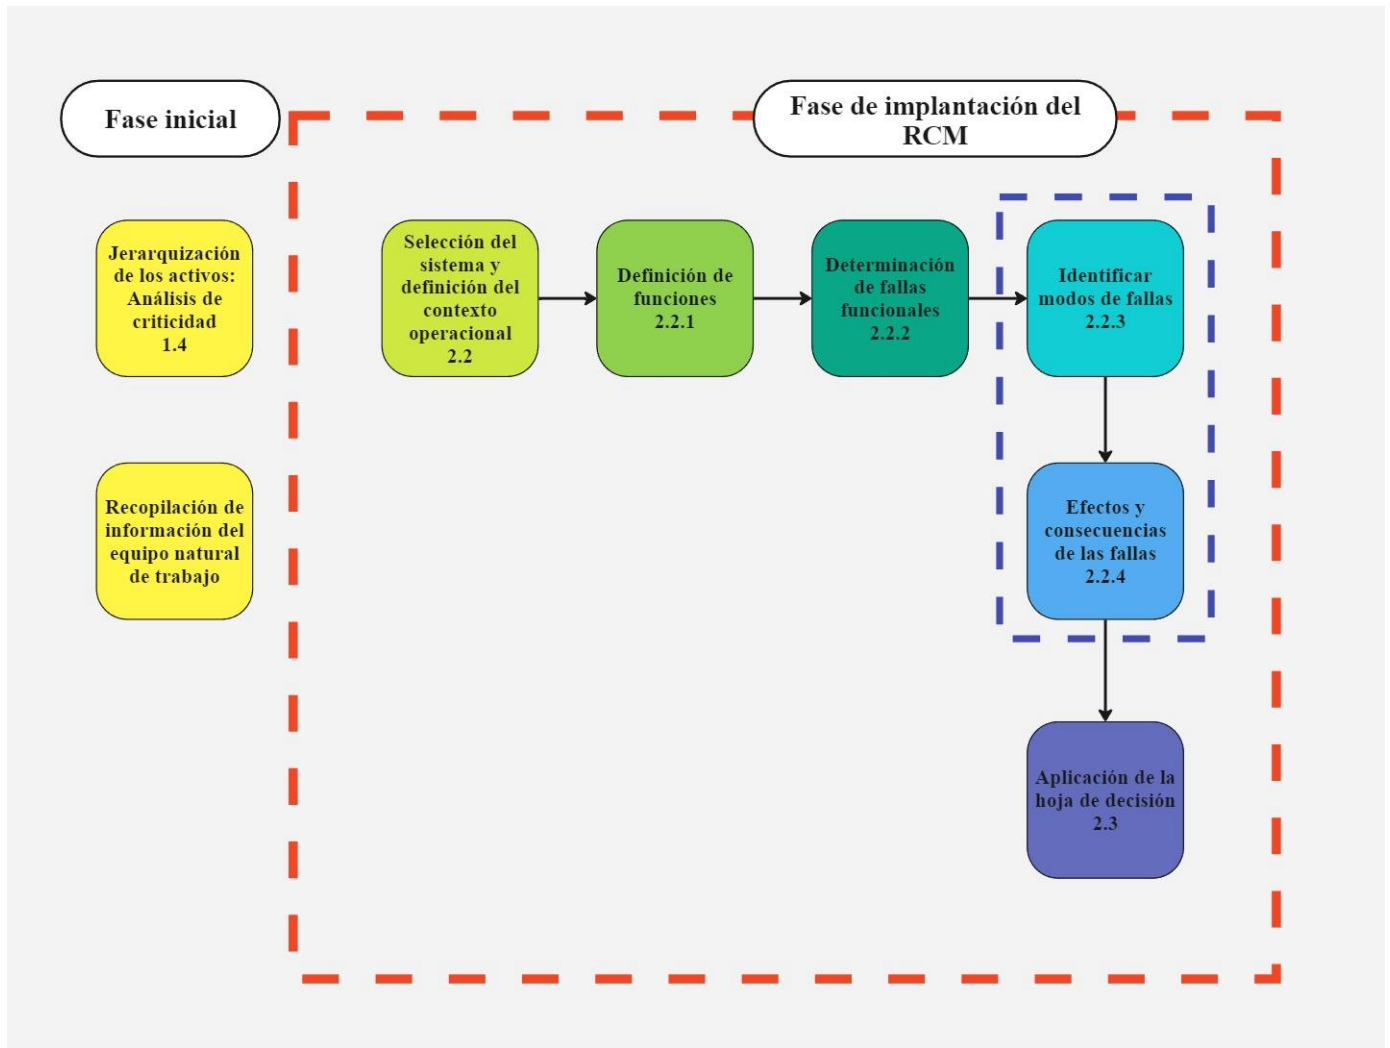 Fase inicial
Fase de implantación del
RCM
Jerarquización
de los activos:
Análisis de
criticidad
1.4
Selección del
sistema y
definición del
contexto
operacional
2.2
Definición de
funciones
2.2.1
Determinación
de fallas
funcionales
2.2.2
Identificar
modos de fallas
2.2.3
Recopilación de
información del
equipo natural
de trabajo
Efectos y
consecuencias
de las fallas
2.2.4
Aplicación de la
hoja de decisión
2.3